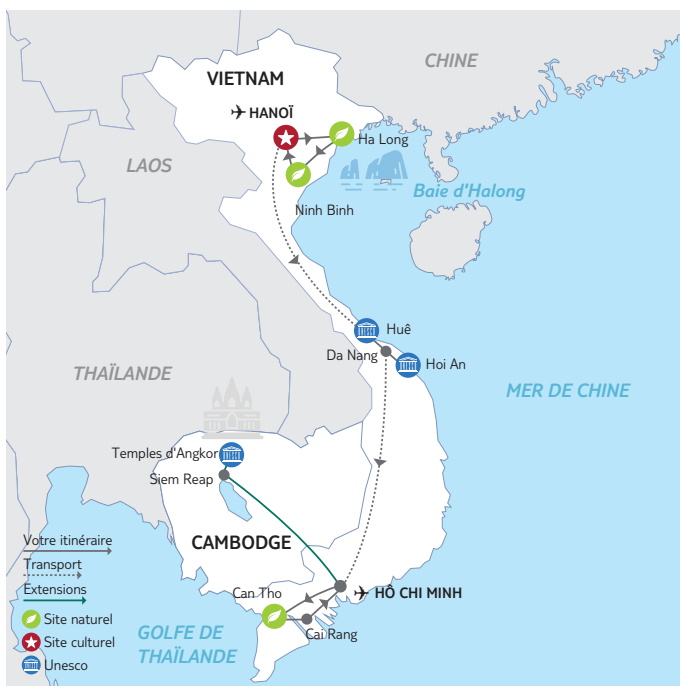 CHINE
VIETNAM
HANOÏ
Ha Long
LAOS
Baie d'Halong
Ninh Binh
Huê
Da Nang
Hoi An
THAÏLANDE
MER DE CHINE
Temples d'Angkor
Siem Reap
CAMBODGE
Votre itinéraire
Transport
Extensions
Can Tho
HÔ CHI MINH
Site naturel
Cai Rang
GOLFE DE
THAÏLANDE
Site culturel
Unesco